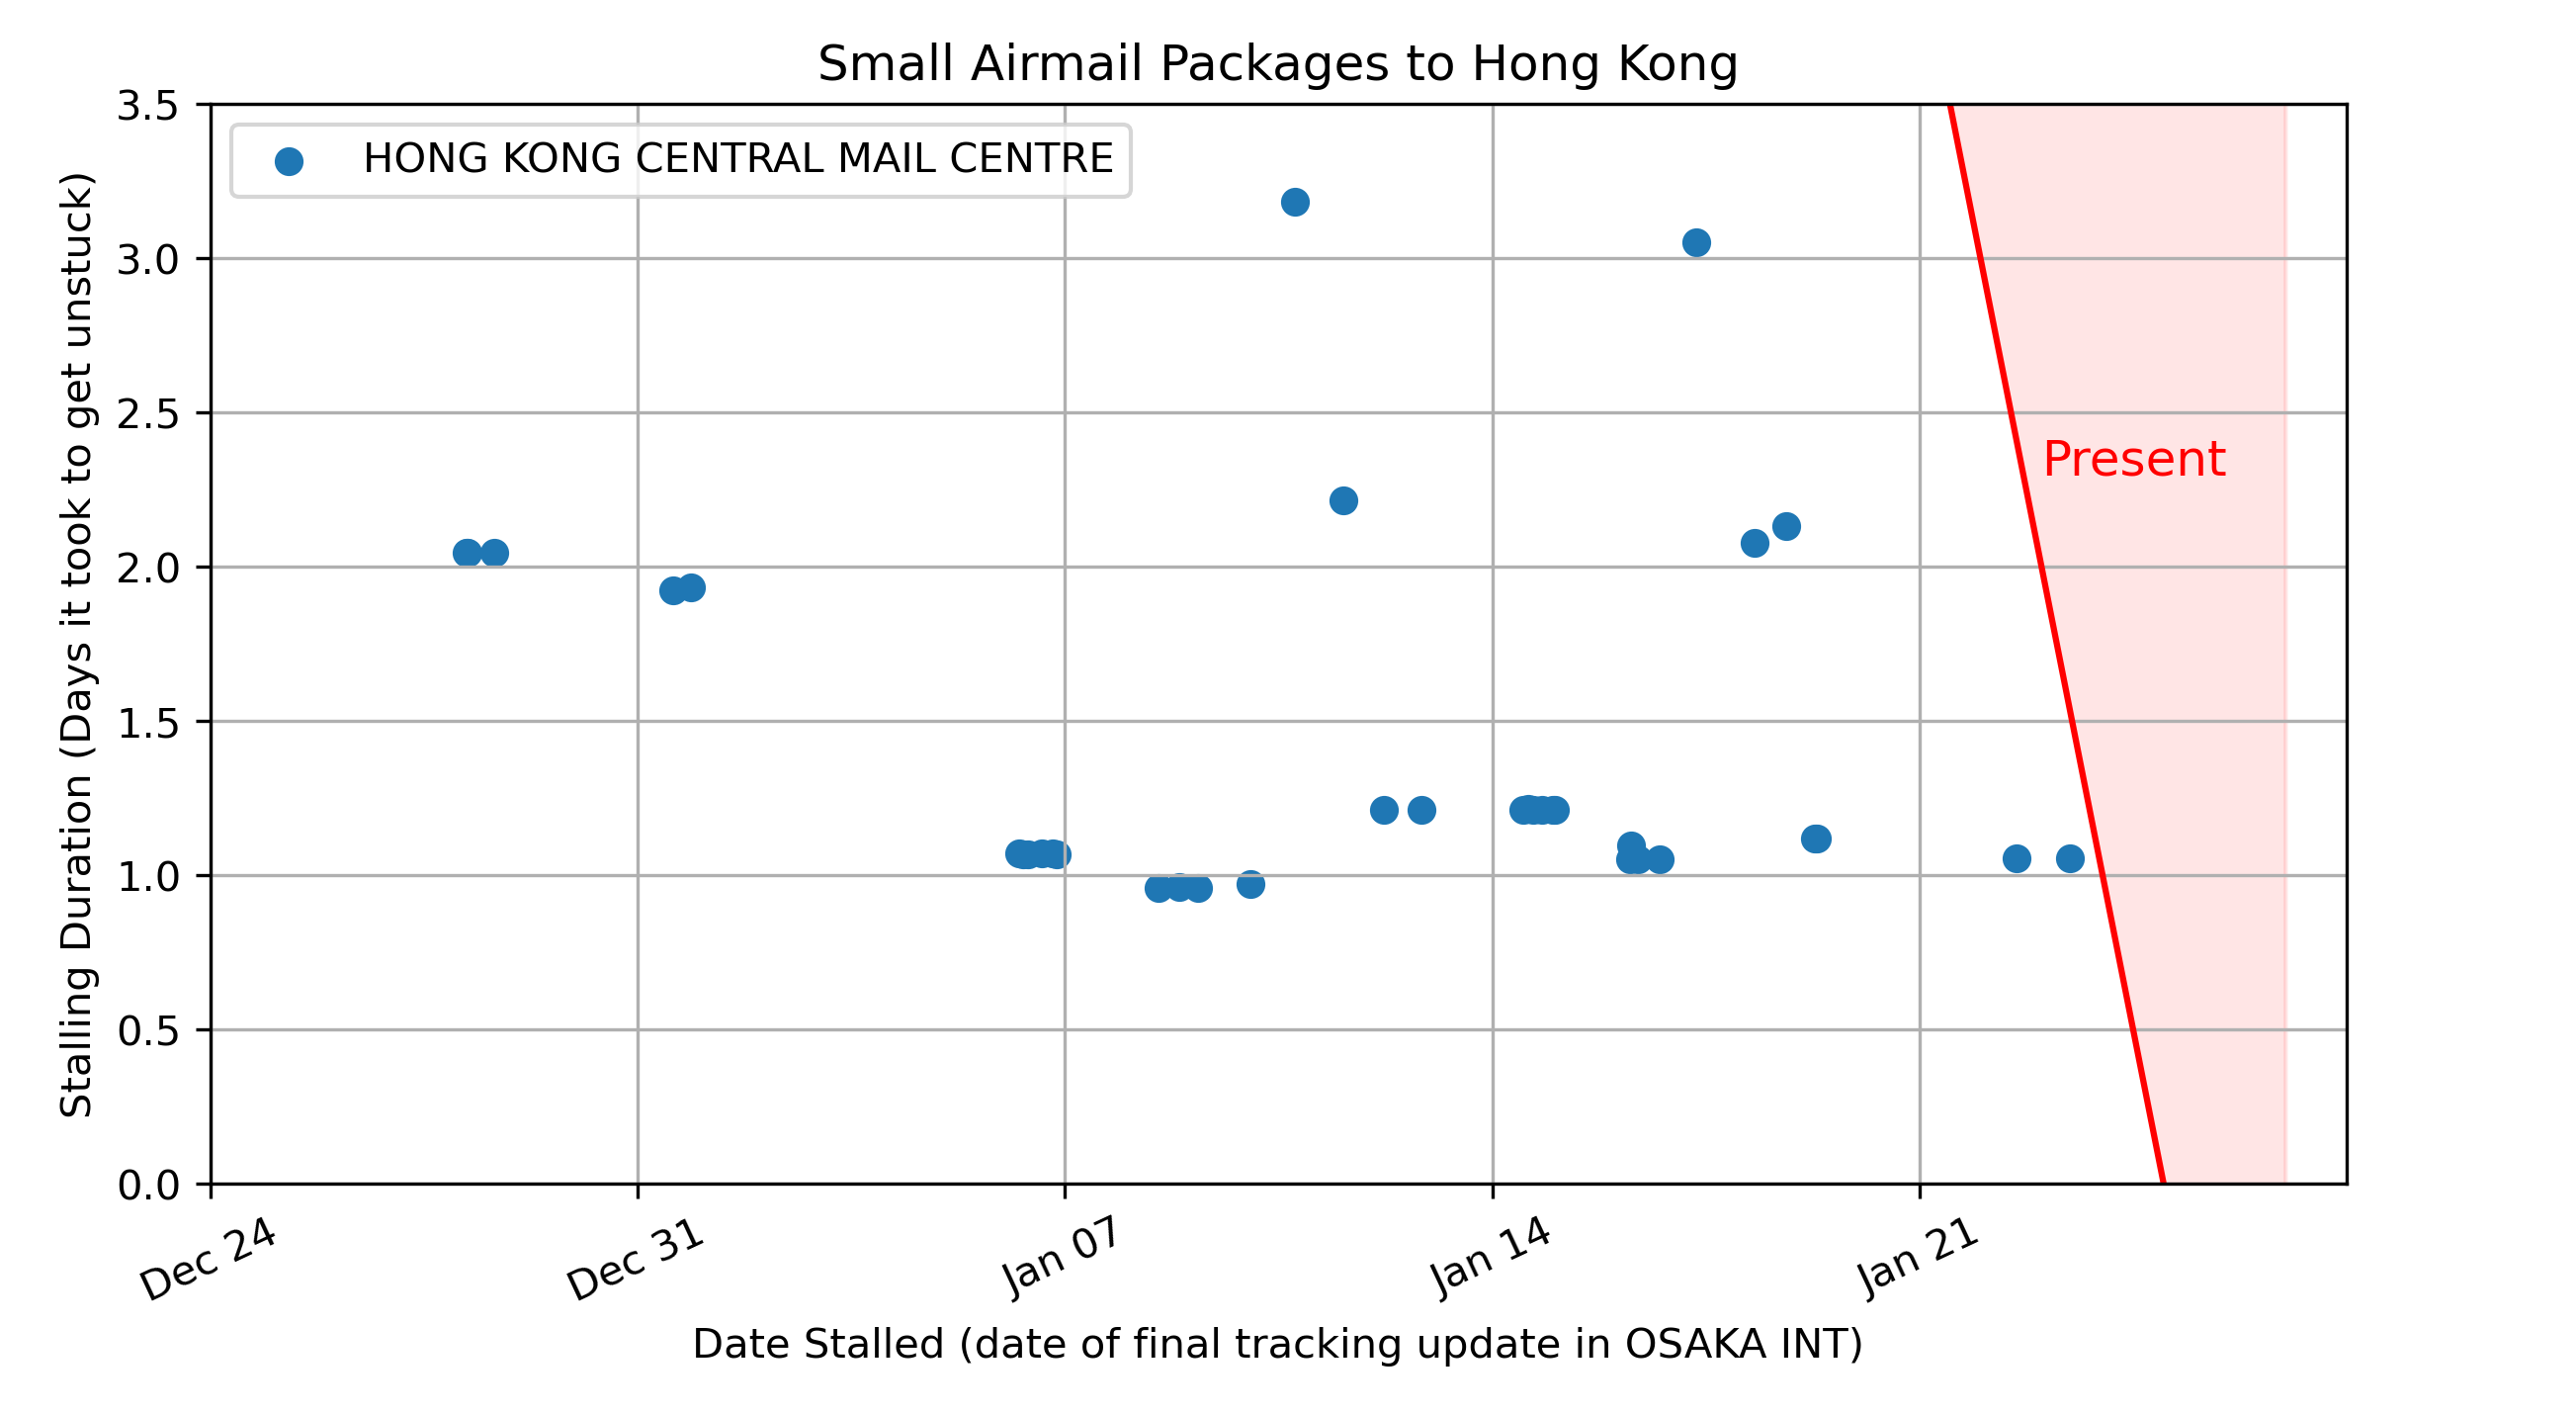 Small Airmail Packages to Hong Kong
HONG KONG CENTRAL MAIL CENTRE
Stalling Duration (Days it took to get unstuck)
3.5
3.0
2.5
2.0
1.5
1.0
0.5
0.0
Present
Dec 24
Dec 31
Jan 07
Jan 14
Jan 21
Date Stalled (date of final tracking update in OSAKA INT)